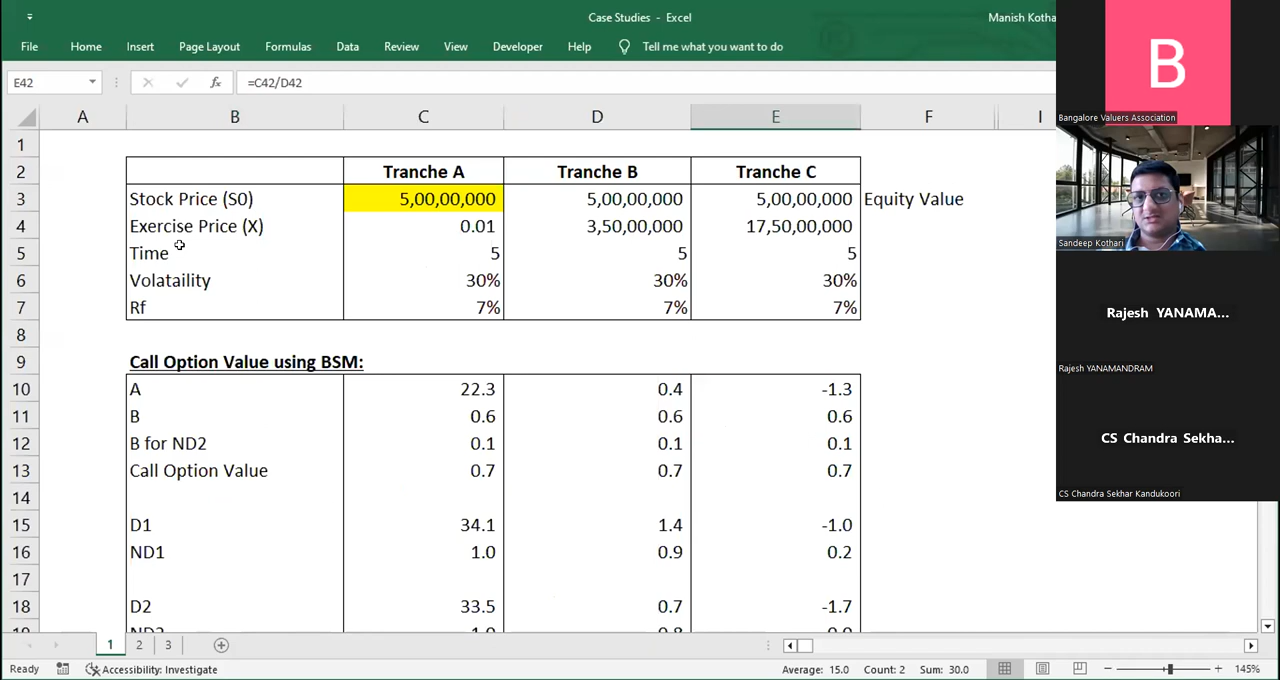 Case Studies - Excel
Manish Kotha
File Home Insert Page Layout Formulas Data Review View Developer Help Tell me what you want to do
E42 fx =C42/D42
A B C D E F I
1
2 Tranche A Tranche B Tranche C
3 Stock Price (S0) 5,00,00,000 5,00,00,000 5,00,00,000 Equity Value
4 Exercise Price (X) 0.01 3,50,00,000 17,50,00,000
5 Time 5 5 5
6 Volataility 30% 30% 30%
7 Rf 7% 7% 7%
8
9 Call Option Value using BSM:
10 A 22.3 0.4 -1.3
11 B 0.6 0.6 0.6
12 B for ND2 0.1 0.1 0.1
13 Call Option Value 0.7 0.7 0.7
14
15 D1 34.1 1.4 -1.0
16 ND1 1.0 0.9 0.2
17
18 D2 33.5 0.7 -1.7
ND2 1.0 0.8 0.0
1 2 3
Ready Accessibility: Investigate Average: 15.0 Count: 2 Sum: 30.0 145%
B
Bangalore Valuers Association
Sandeep Kothari
Rajesh YANAMA...
Rajesh YANAMANDRAM
CS Chandra Sekha...
CS Chandra Sekhar Kandukoori